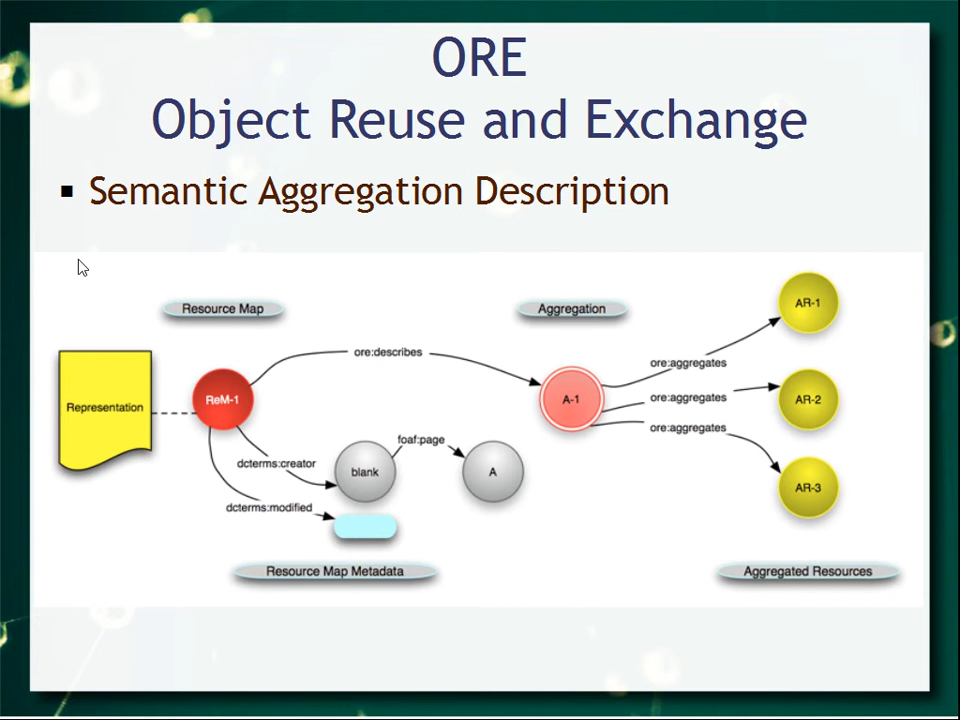 ORE
Object Reuse and Exchange
Semantic Aggregation Description
Resource Map
Aggregation
AR-1
ore:describes
ore:aggregates
Representation
ReM-1
A-1
ore:aggregates
AR-2
ore:aggregates
foaf:page
dcterms:creator
blank
A
AR-3
dcterms:modified
Resource Map Metadata
Aggregated Resources